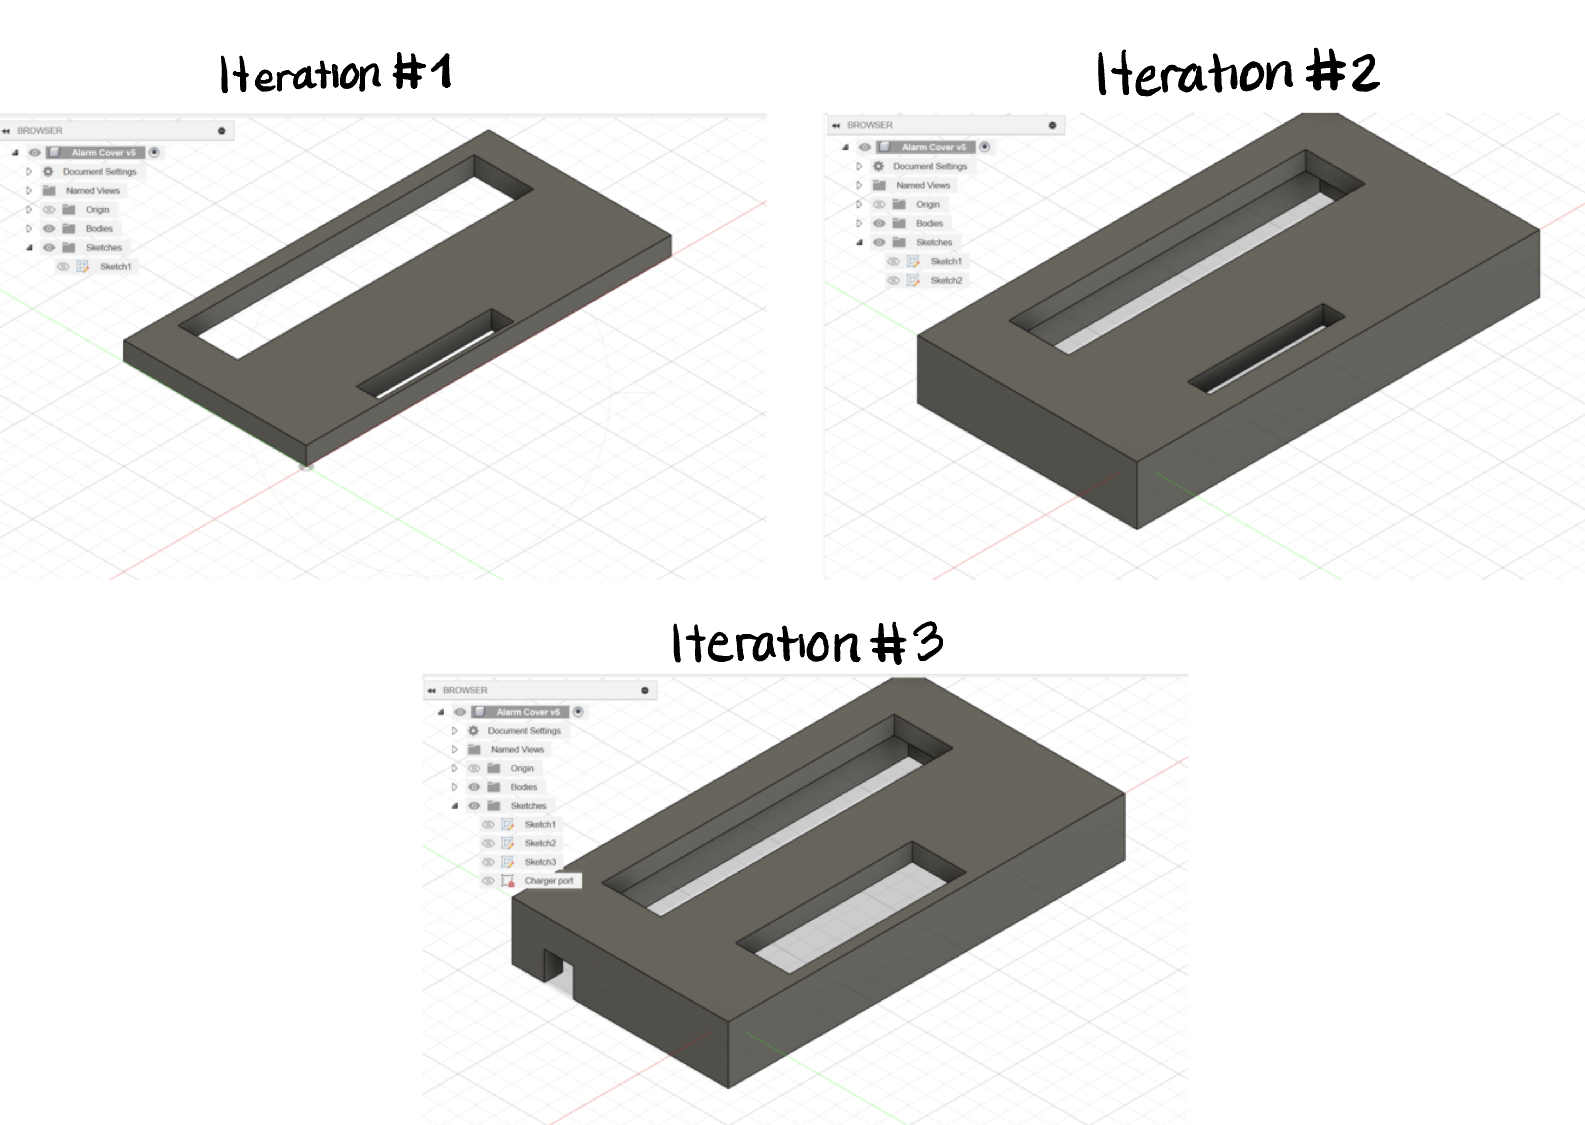 Iteration #1
BROWSER
Alarm Cover v5
Document Settings
Named Views
Origin
Bodies
Sketches
Sketch1
Iteration #2
BROWSER
Alarm Cover v5
Document Settings
Named Views
Origin
Bodies
Sketches
Sketch1
Sketch2
Iteration #3
BROWSER
Alarm Cover v5
Document Settings
Named Views
Origin
Bodies
Sketches
Sketch1
Sketch2
Sketch3
Charger port